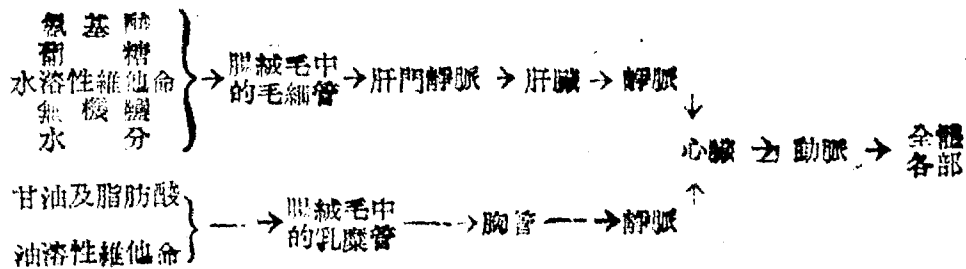 氨基酸
葡糖
水溶性維他命
無機鹽
水分
腸絨毛中
的毛細管
肝門靜脈
肝臟
靜脈
甘油及脂肪酸
油溶性維他命
腸絨毛中
的乳糜管
胸管
靜脈
心臟
動脈
全體
各部